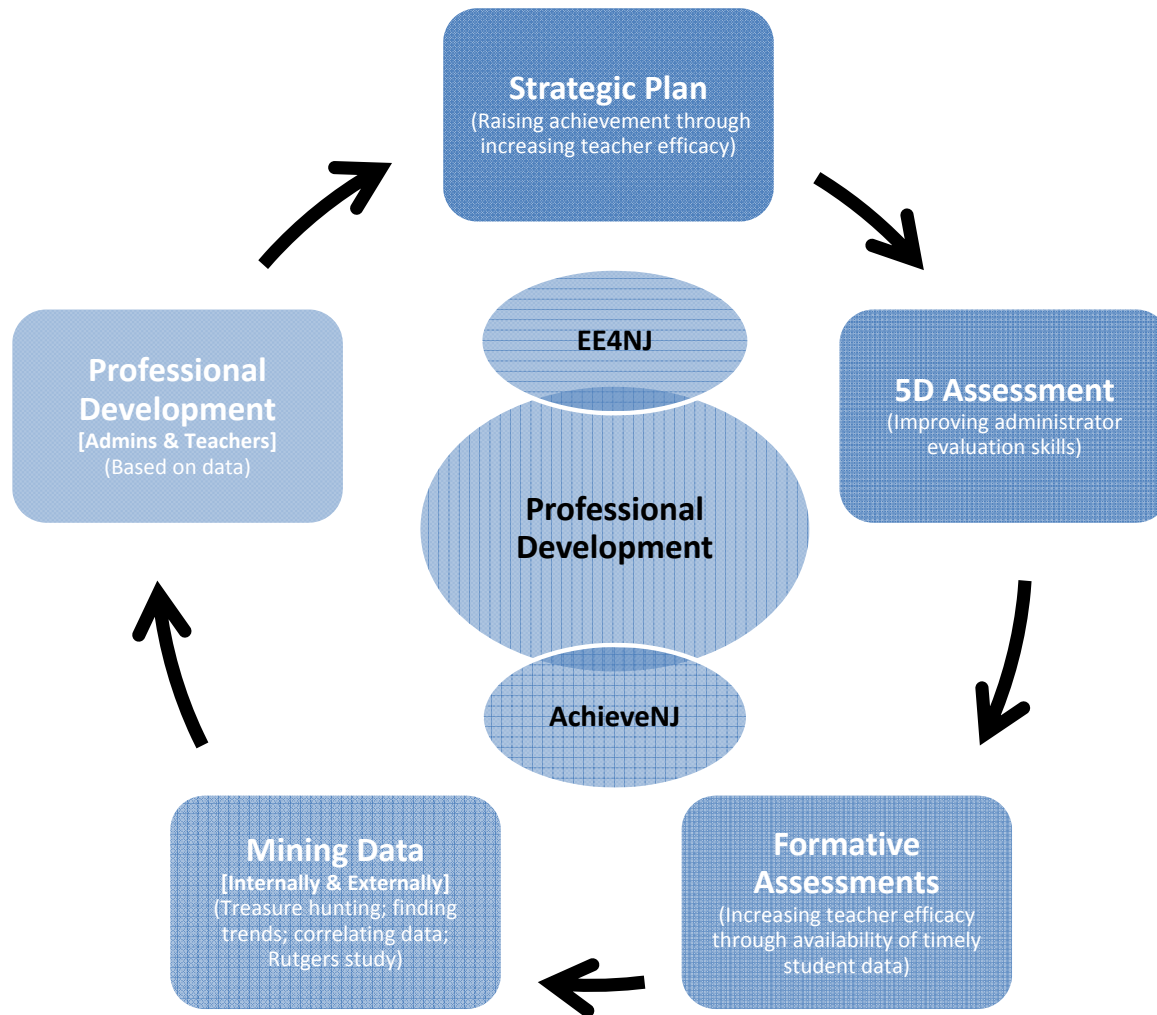 Strategic Plan
(Raising achievement through
increasing teacher efficacy)
EE4NJ
Professional
Development
[Admins & Teachers]
(Based on data)
5D Assessment
(Improving administrator
evaluation skills)
Professional
Development
AchieveNJ
Mining Data
[Internally & Externally]
(Treasure hunting; finding
trends; correlating data;
Rutgers study)
Formative
Assessments
(Increasing teacher efficacy
through availability of timely
student data)